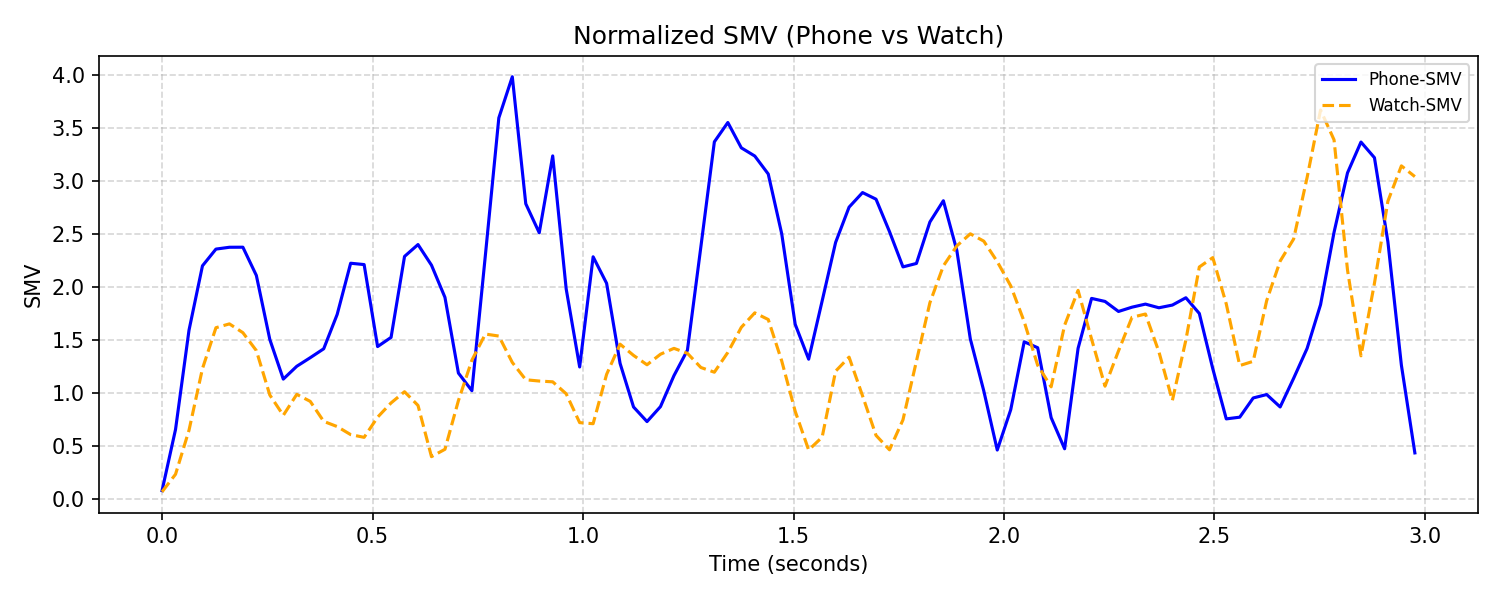 Normalized SMV (Phone vs Watch)
Phone-SMV
Watch-SMV
4.0
3.5
3.0
2.5
2.0
1.5
1.0
0.5
0.0
SMV
0.0 0.5 1.0 1.5 2.0 2.5 3.0
Time (seconds)